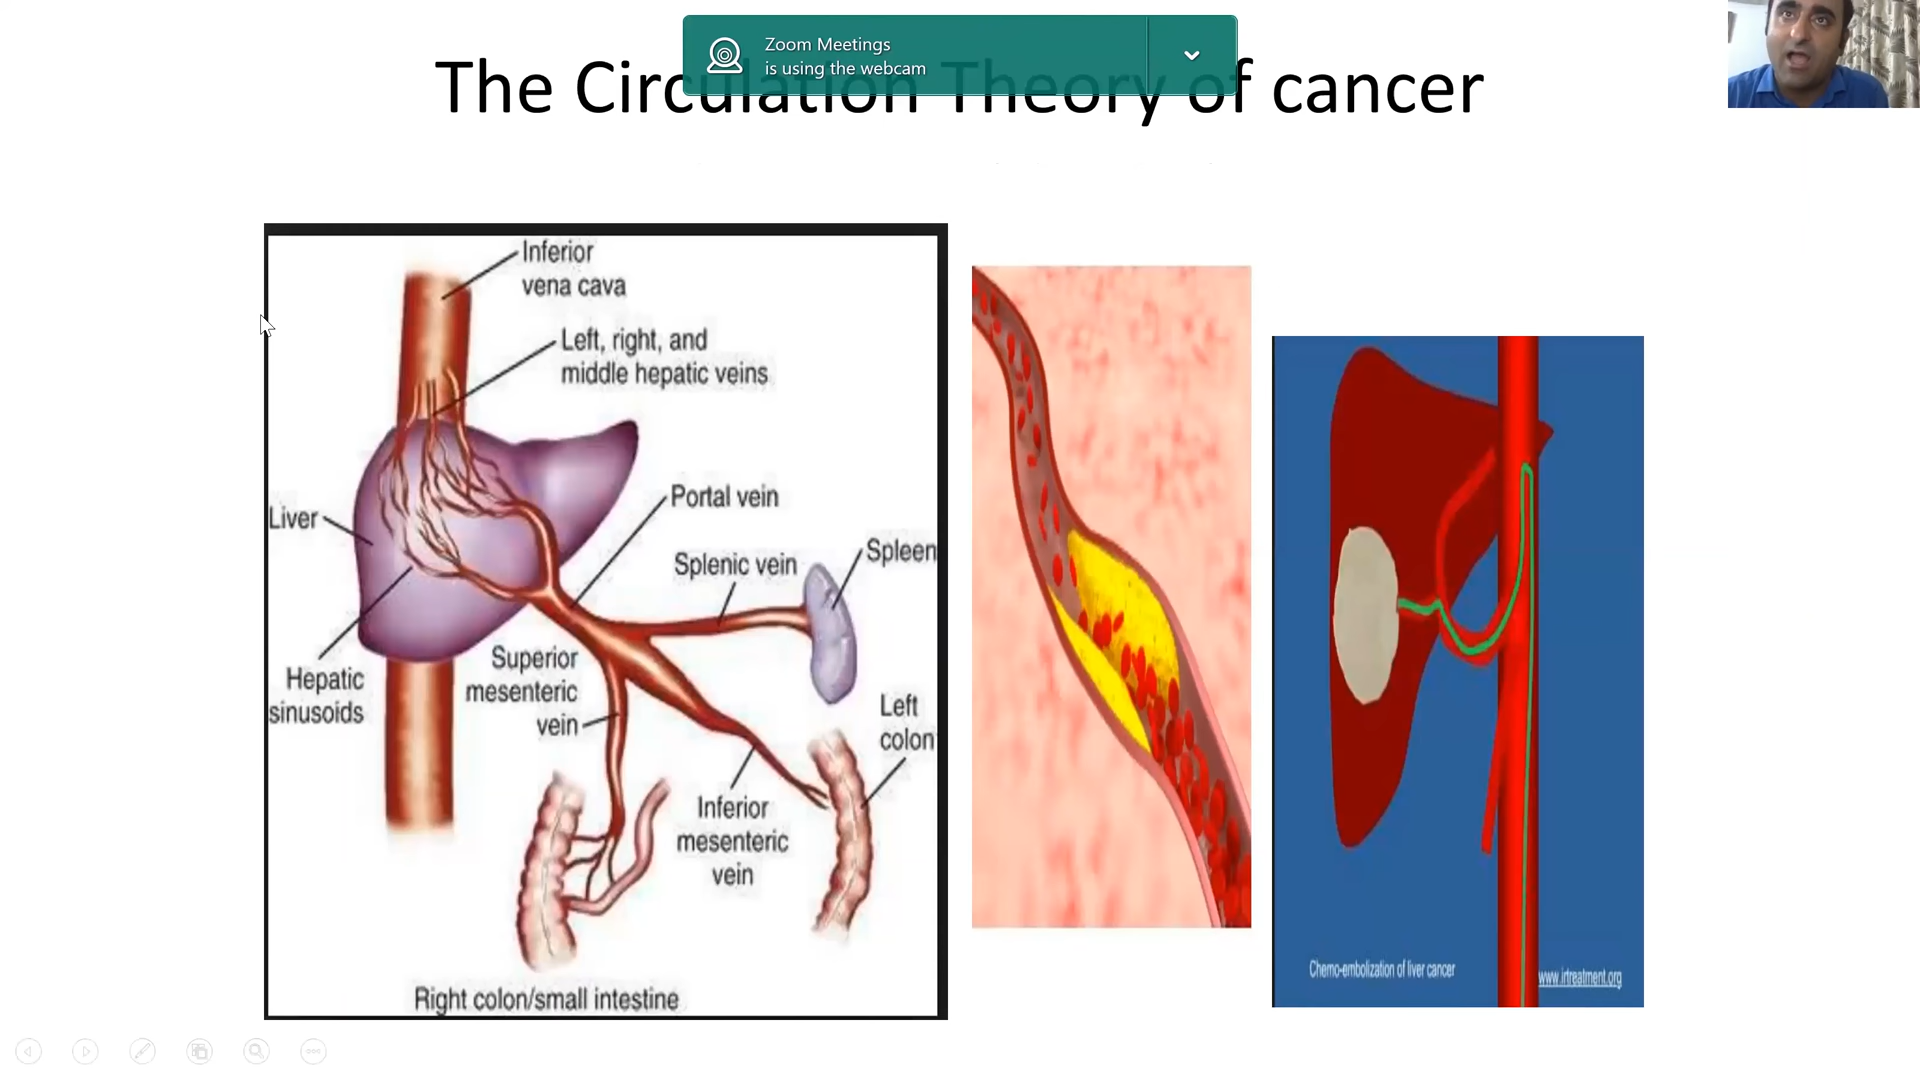 Zoom Meetings
is using the webcam
The Circulation Theory of cancer
Inferior
vena cava
Left, right, and
middle hepatic veins
Portal vein
Liver
Splenic vein
Spleen
Superior
mesenteric
vein
Hepatic
sinusoids
Left
colon
Inferior
mesenteric
vein
Right colon/small intestine
Chemo-embolization of liver cancer
www.irtreatment.org